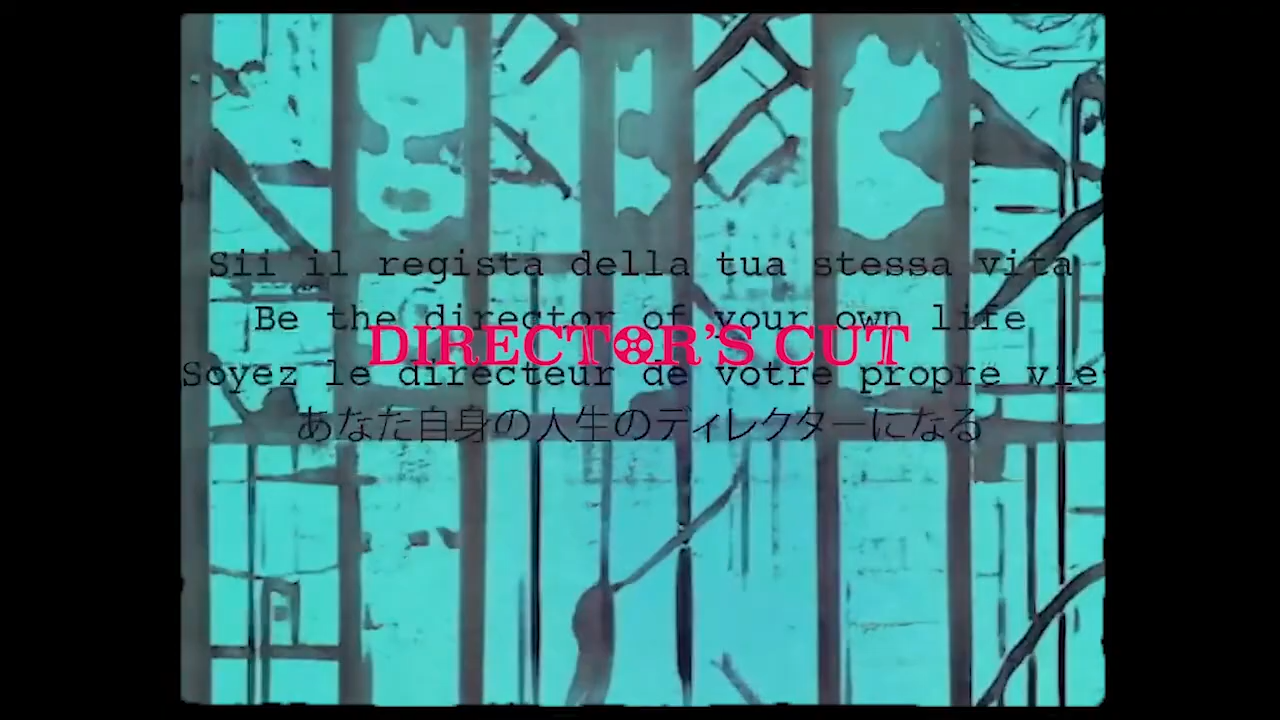 Sii il regista della tua stessa vita
Be the director of your own life
DIRECTOR'S CUT
Soyez le directeur de votre propre vie
あなた自身の人生のディレクターになる